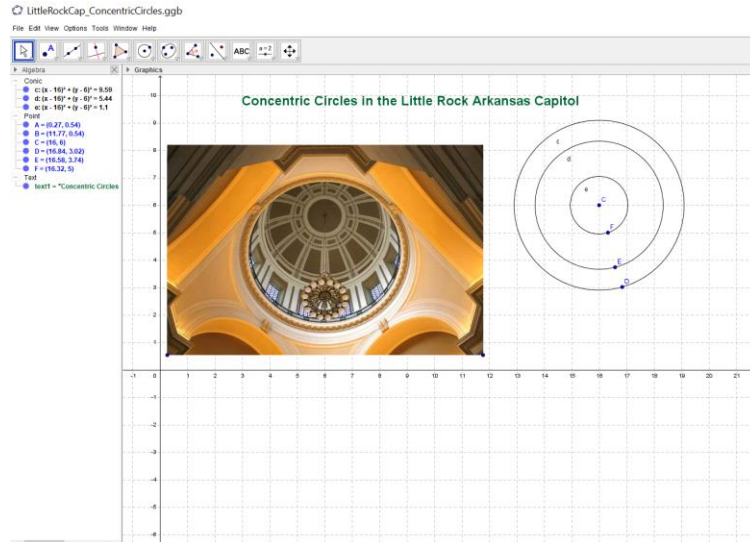 LittleRockCap_ConcentricCircles.ggb
File Edit View Options Tools Window Help
A
ABC
a=2
Algebra
Graphics
Conic
c: (x - 16)² + (y - 6)² = 9.59
d: (x - 16)² + (y - 6)² = 5.44
e: (x - 16)² + (y - 6)² = 1.1
Point
A = (0.27, 0.54)
B = (11.77, 0.54)
C = (16, 6)
D = (16.84, 3.02)
E = (16.58, 3.74)
F = (16.32, 5)
Text
text1 = "Concentric Circles
Concentric Circles in the Little Rock Arkansas Capitol
c
d
e
C
F
E
D
10
9
8
7
6
5
4
3
2
1
-1 0 1 2 3 4 5 6 7 8 9 10 11 12 13 14 15 16 17 18 19 20 21
-1
-2
-3
-4
-5
-6